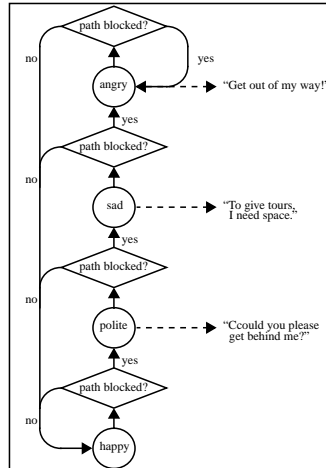 path blocked?
no
yes
angry
“Get out of my way!”
yes
path blocked?
no
sad
“To give tours,
I need space.”
yes
path blocked?
no
polite
“Ccould you please
get behind me?”
yes
path blocked?
no
happy